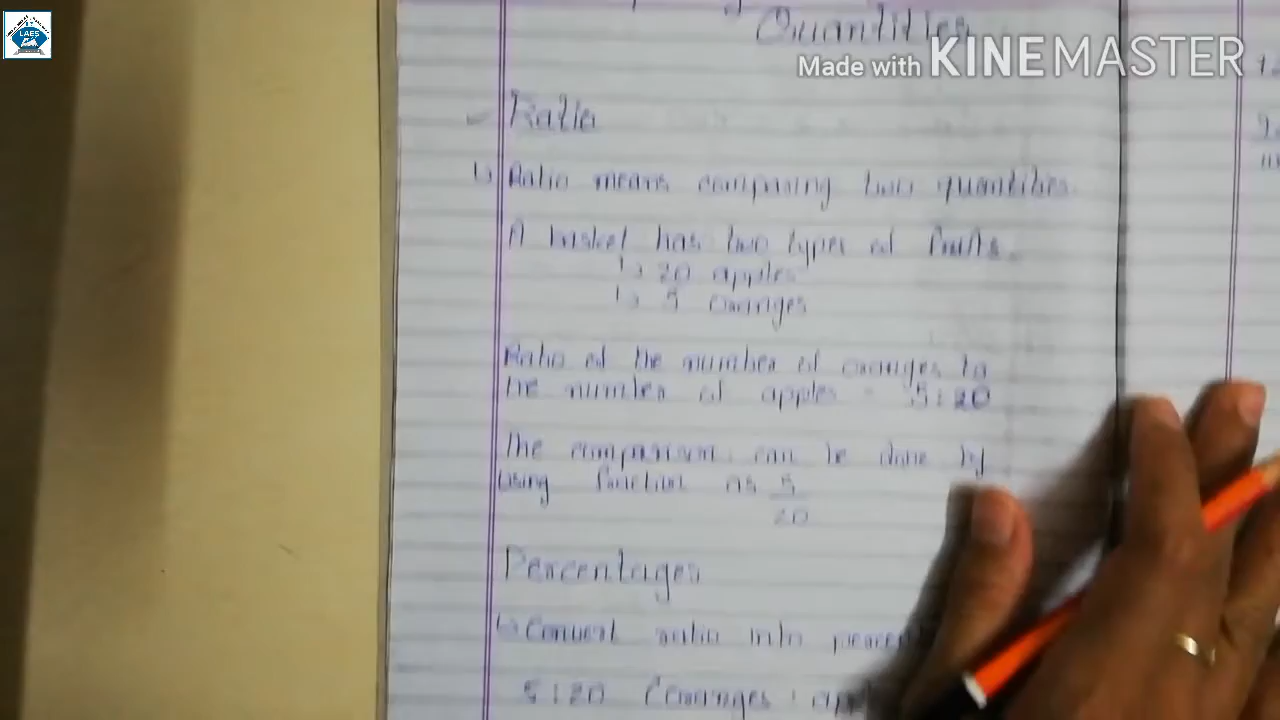 LAES
Quantities
Made with KINEMASTER
Ratio
Ratio means comparing two quantities.
A basket has two types of fruits.
20 apples
5 oranges
Ratio of the number of oranges to
the number of apples = 5:20
The comparison can be done by
using function as 5
20
Percentages
Convert ratio into
5:20 (oranges :